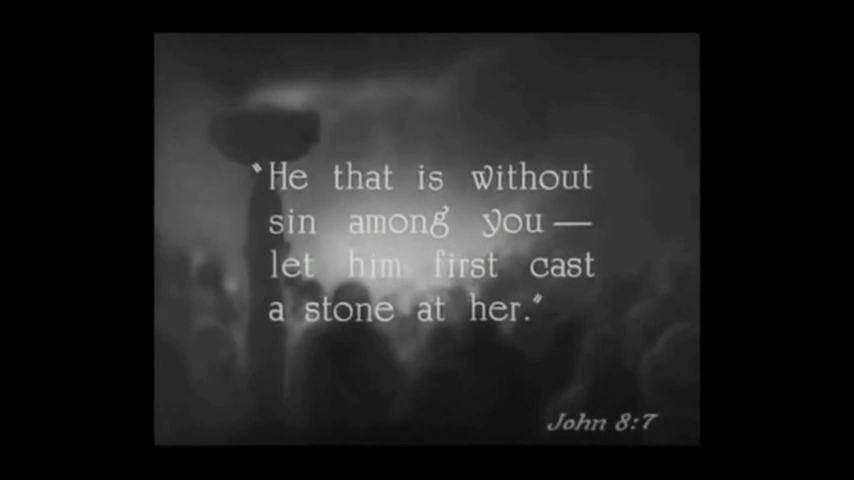 "He that is without
sin among you—
let him first cast
a stone at her."
John 8:7